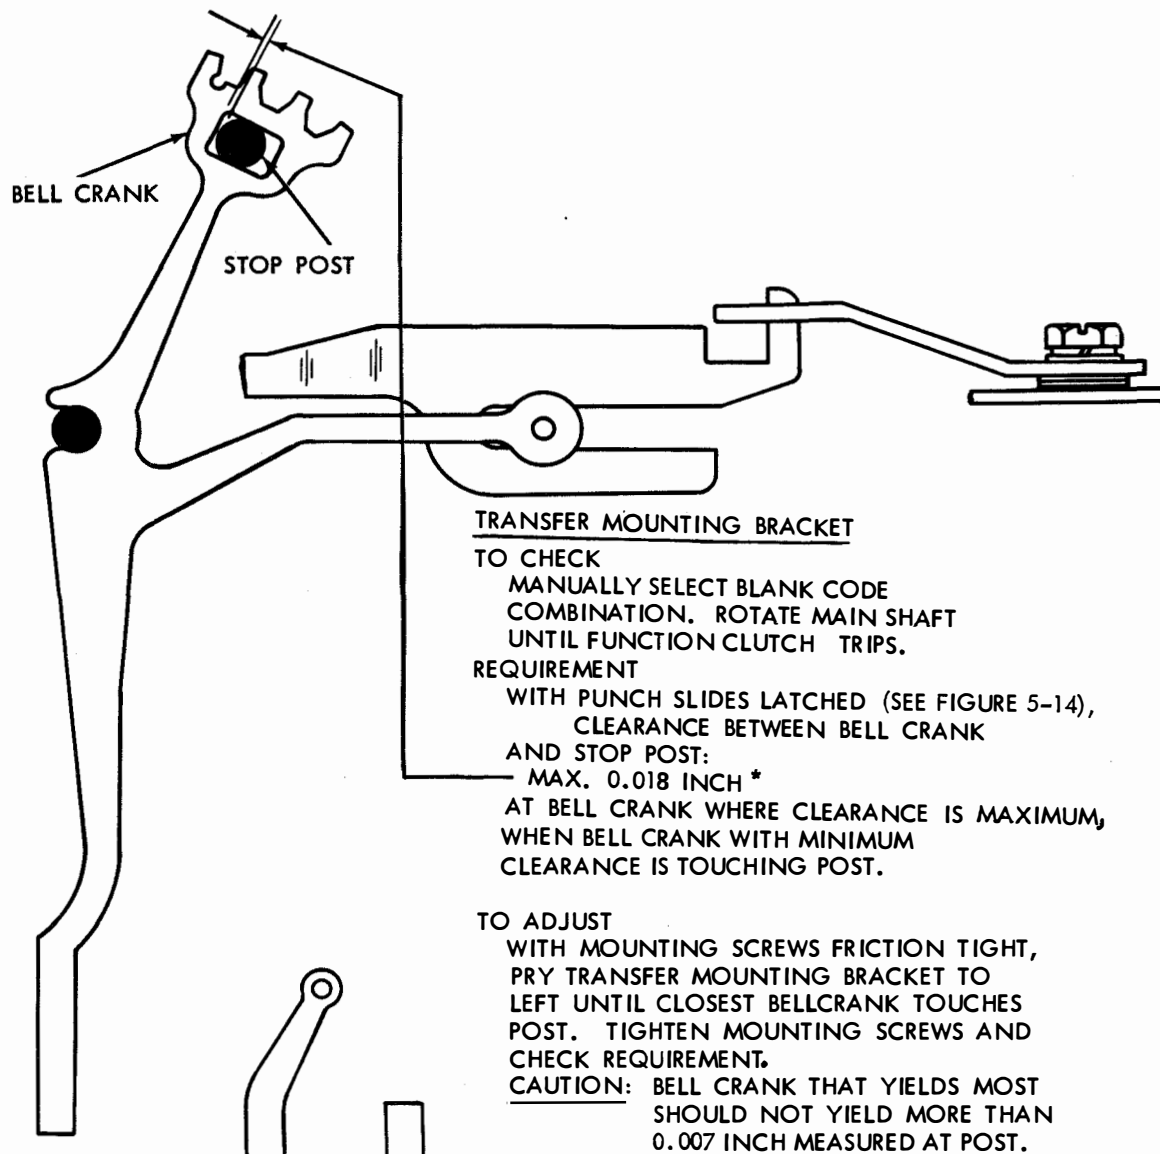 BELL CRANK
STOP POST
TRANSFER MOUNTING BRACKET
TO CHECK
MANUALLY SELECT BLANK CODE
COMBINATION. ROTATE MAIN SHAFT
UNTIL FUNCTION CLUTCH TRIPS.
REQUIREMENT
WITH PUNCH SLIDES LATCHED (SEE FIGURE 5-14),
CLEARANCE BETWEEN BELL CRANK
AND STOP POST:
MAX. 0.018 INCH *
AT BELL CRANK WHERE CLEARANCE IS MAXIMUM,
WHEN BELL CRANK WITH MINIMUM
CLEARANCE IS TOUCHING POST.
TO ADJUST
WITH MOUNTING SCREWS FRICTION TIGHT,
PRY TRANSFER MOUNTING BRACKET TO
LEFT UNTIL CLOSEST BELLCRANK TOUCHES
POST. TIGHTEN MOUNTING SCREWS AND
CHECK REQUIREMENT.
CAUTION: BELL CRANK THAT YIELDS MOST
SHOULD NOT YIELD MORE THAN
0.007 INCH MEASURED AT POST.